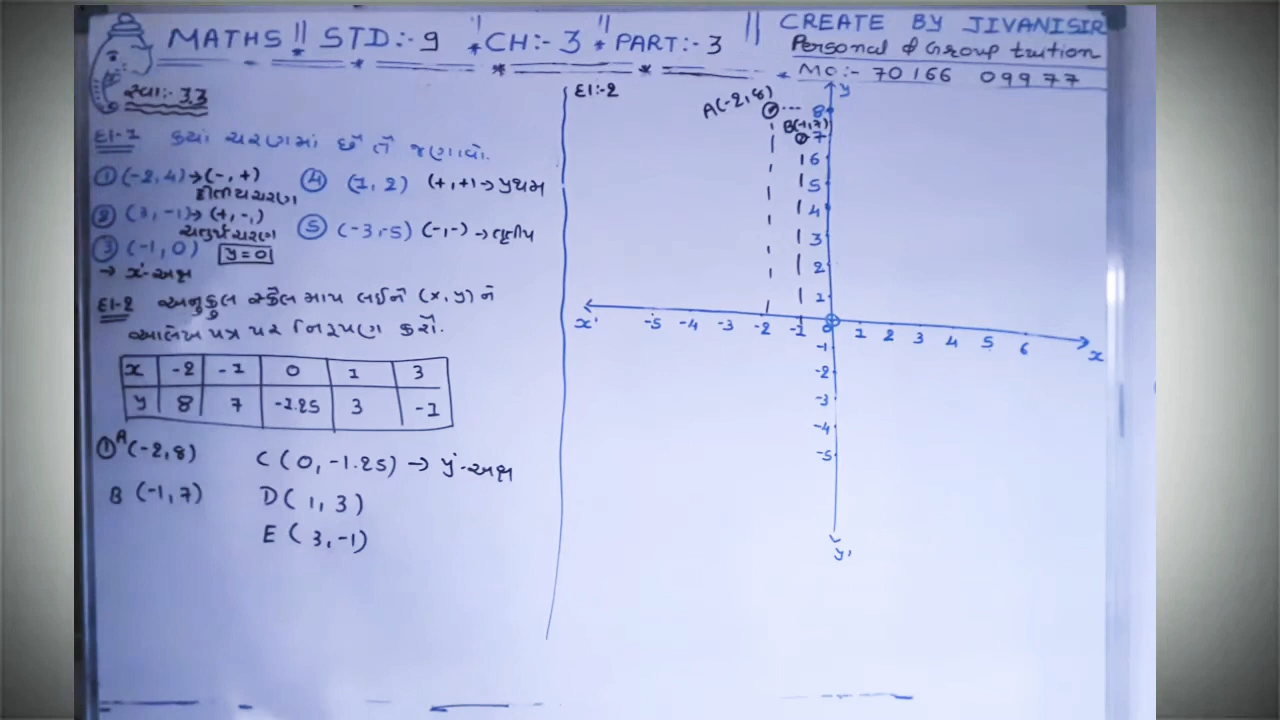 MATHS || STD:- 9 " CH:- 3 " PART:- 3 ||
CREATE BY JIVANISIR
Personal & Group tuition
Mo:- 70166 09977
સ્વા:- 3.3
દા-1 કયાં ચરણમાં છે તે જણાવો.
① (-2,4) → (-, +)
દ્વિતીય ચરણ
② (3, -1) → (+, -)
ચતુર્થ ચરણ
③ (-1, 0) y = 0
→ x-અક્ષ
④ (1, 2) (+, +) → પ્રથમ
⑤ (-3,-5) (-,-) → તૃતીય
દા-2 અનુકુલ સ્કેલ માપ લઈને (x, y) ને
આલેખ પત્ર પર નિરૂપણ કરો.
x -2 -1 0 1 3
y 8 7 -1.25 3 -1
① A (-2,8)
B (-1,7)
C (0, -1.25) → y-અક્ષ
D (1, 3)
E (3, -1)
દા:-2
A(-2,8)
B(-1,7)
y
8
7
6
5
4
3
2
1
x' -5 -4 -3 -2 -1 0 1 2 3 4 5 6 x
-1
-2
-3
-4
-5
y'